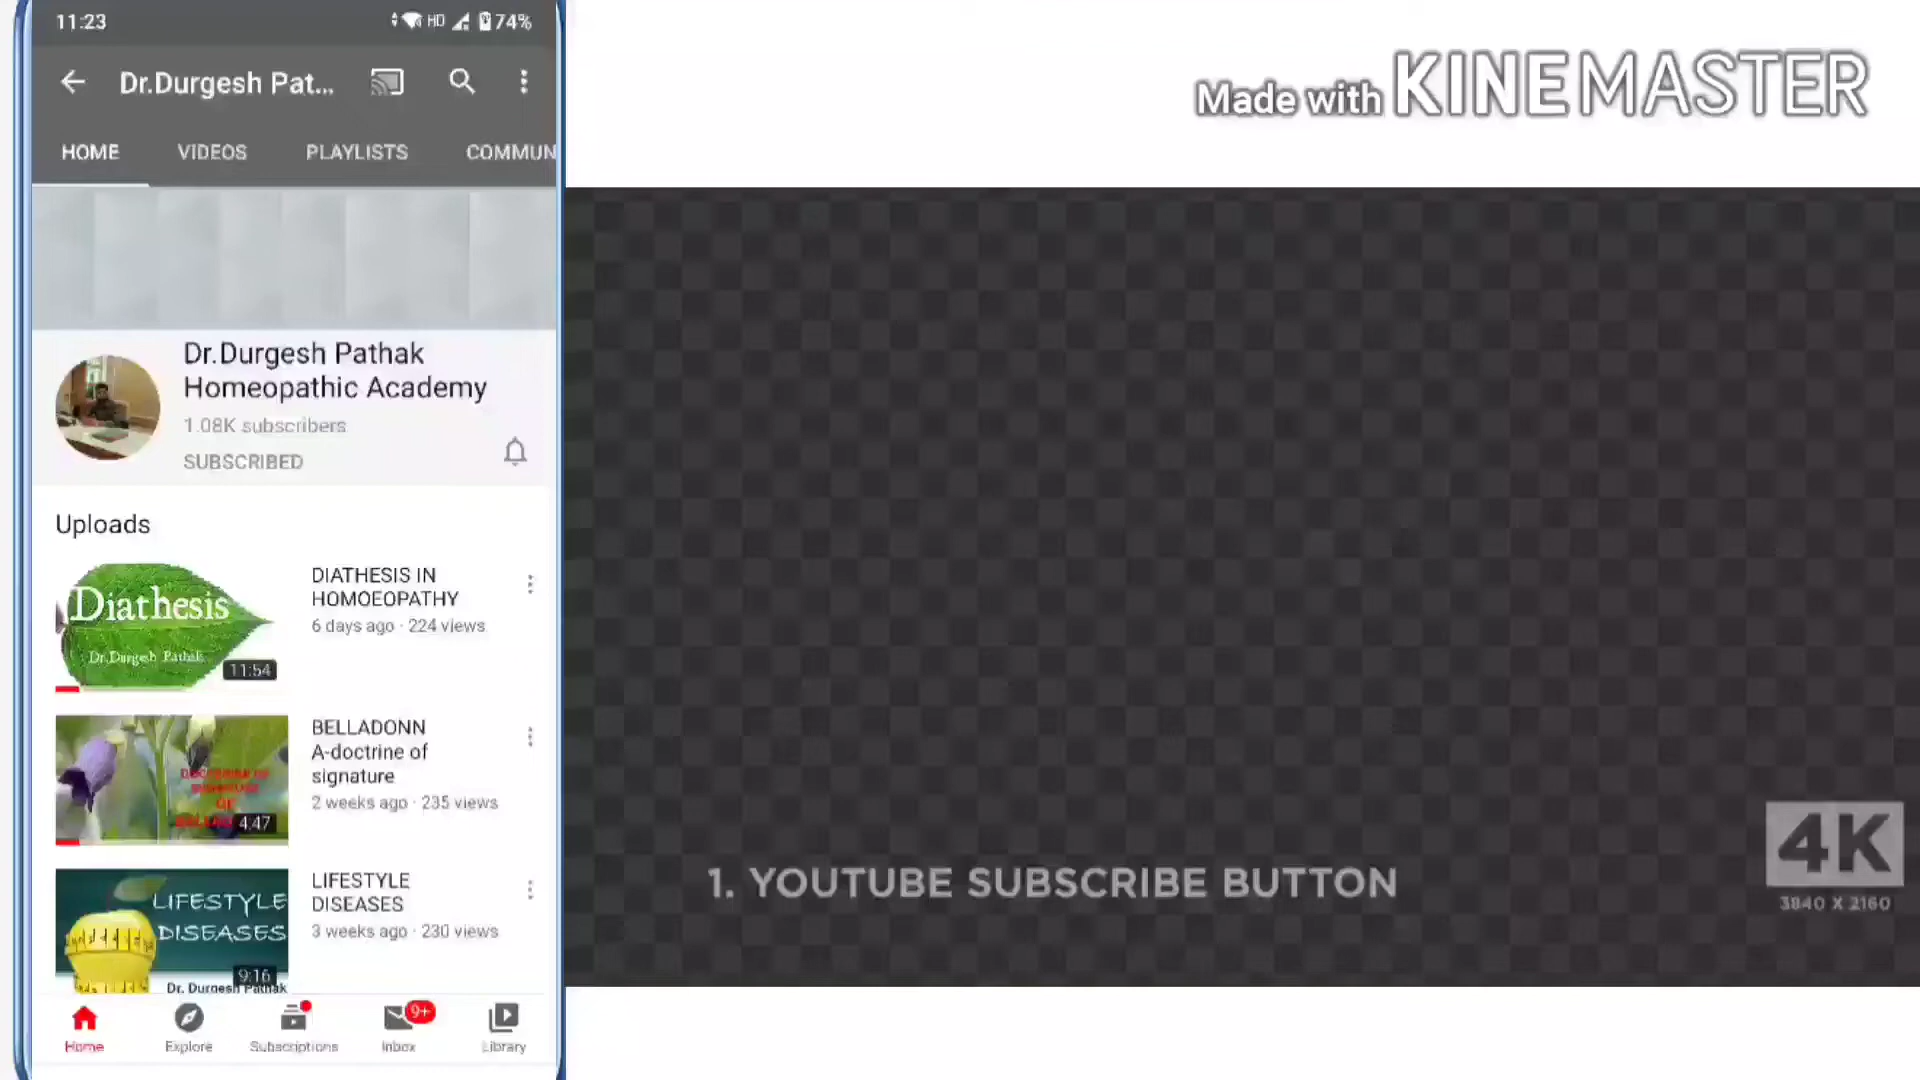 11:23
HD
74%
Dr.Durgesh Pat...
HOME
VIDEOS
PLAYLISTS
COMMUN
Dr.Durgesh Pathak
Homeopathic Academy
1.08K subscribers
SUBSCRIBED
Uploads
Diathesis
Dr.Durgesh Pathak
11:54
DIATHESIS IN
HOMOEOPATHY
6 days ago · 224 views
4:47
BELLADONN
A-doctrine of
signature
2 weeks ago · 235 views
LIFESTYLE
DISEASES
9:16
Dr. Durgesh Pathak
LIFESTYLE
DISEASES
3 weeks ago · 230 views
Home
Explore
Subscriptions
9+
Inbox
Library
Made with KINEMASTER
1. YOUTUBE SUBSCRIBE BUTTON
4K
3840 X 2160